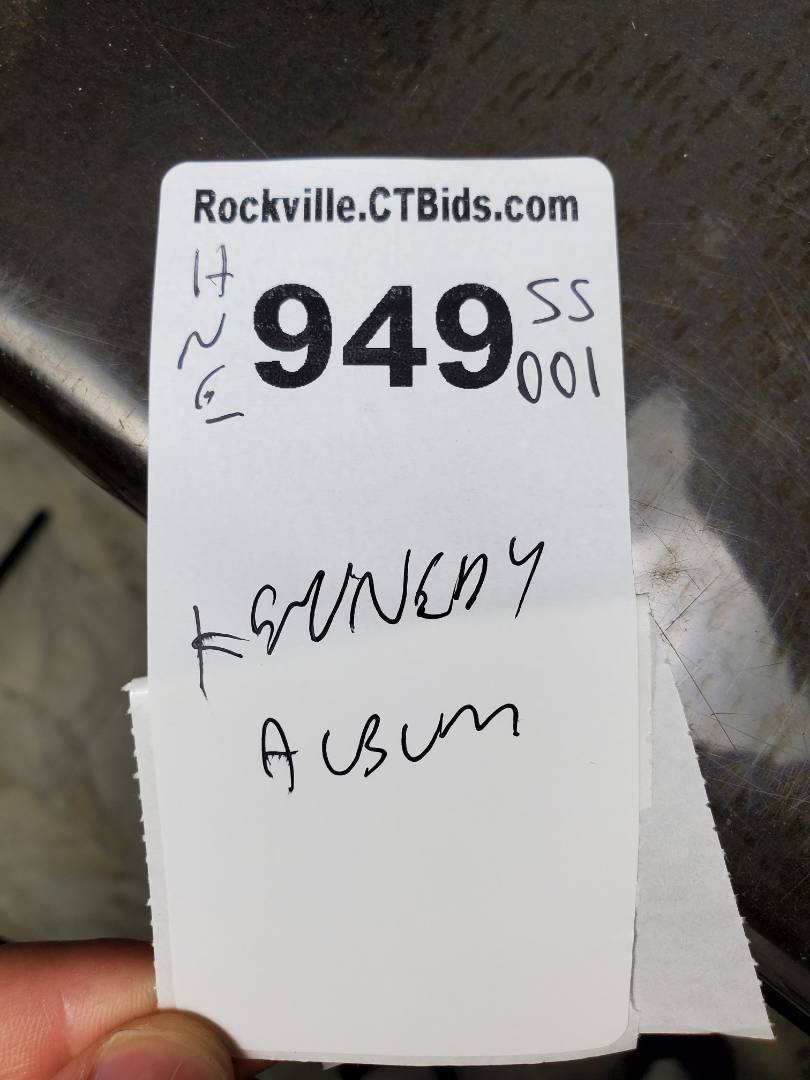 Rockville.CTBids.com
H
N
G
949
SS
001
KENNEDY
ALBUM